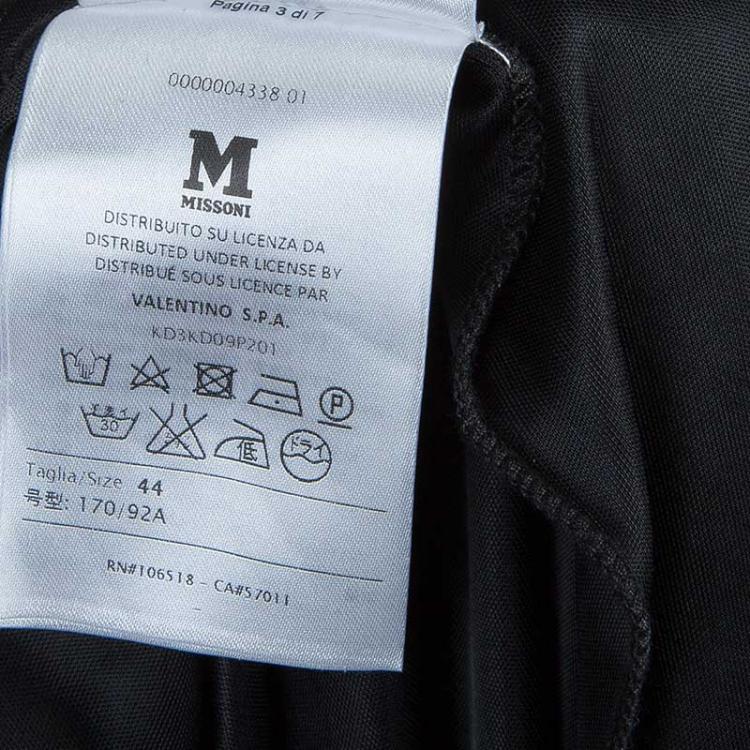 Pagina 3 di 7
0000004338 01
M
MISSONI
DISTRIBUITO SU LICENZA DA
DISTRIBUTED UNDER LICENSE BY
DISTRIBUÉ SOUS LICENCE PAR
VALENTINO S.P.A.
KD3KD09P201
P
30 低 ドライ
Taglia/Size 44
号型: 170/92A
RN#106518 - CA#57011